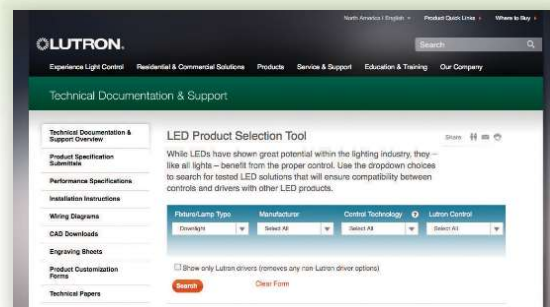 North America | English
Product Quick Links
Where to Buy
LUTRON.
Search
Experience Light Control
Residential & Commercial Solutions
Products
Service & Support
Education & Training
Our Company
Technical Documentation & Support
Technical Documentation &
Support Overview
Product Specification
Submittals
Performance Specifications
Installation Instructions
Wiring Diagrams
CAD Downloads
Engraving Sheets
Product Customization
Forms
Technical Papers
LED Product Selection Tool
Share
While LEDs have shown great potential within the lighting industry, they –
like all lights – benefit from the proper control. Use the dropdown choices
to search for tested LED solutions that will ensure compatibility between
controls and drivers with other LED products.
Fixture/Lamp Type
Manufacturer
Control Technology ?
Lutron Control
Downlight
Select All
Select All
Select All
Show only Lutron drivers (removes any non Lutron driver options)
Search
Clear Form